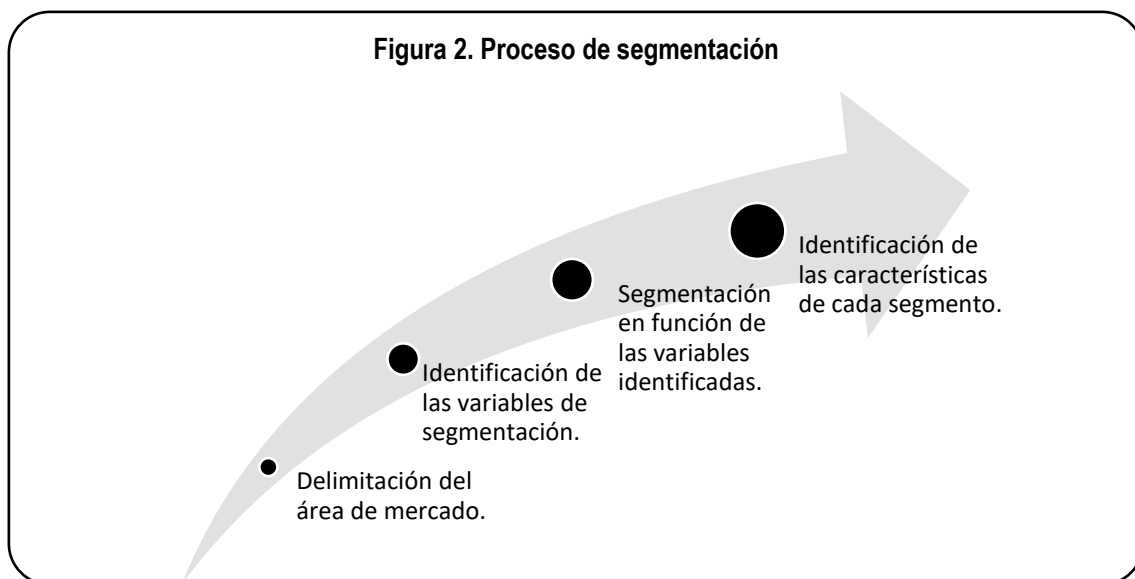 Figura 2. Proceso de segmentación
Identificación de
las características
de cada segmento.
Segmentación
en función de
las variables
identificadas.
Identificación de
las variables de
segmentación.
Delimitación del
área de mercado.